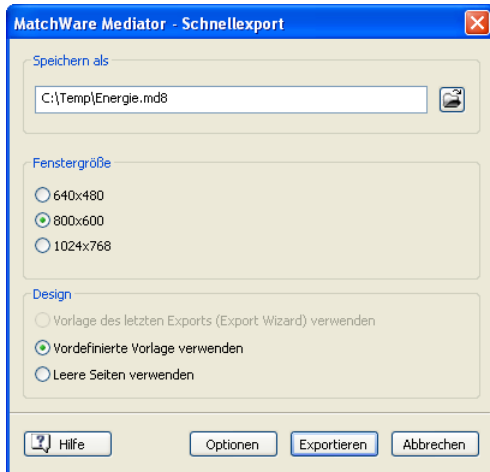 MatchWare Mediator - Schnellexport
Speichern als
C:\Temp\Energie.md8
Fenstergröße
640x480
800x600
1024x768
Design
Vorlage des letzten Exports (Export Wizard) verwenden
Vordefinierte Vorlage verwenden
Leere Seiten verwenden
Hilfe Optionen Exportieren Abbrechen